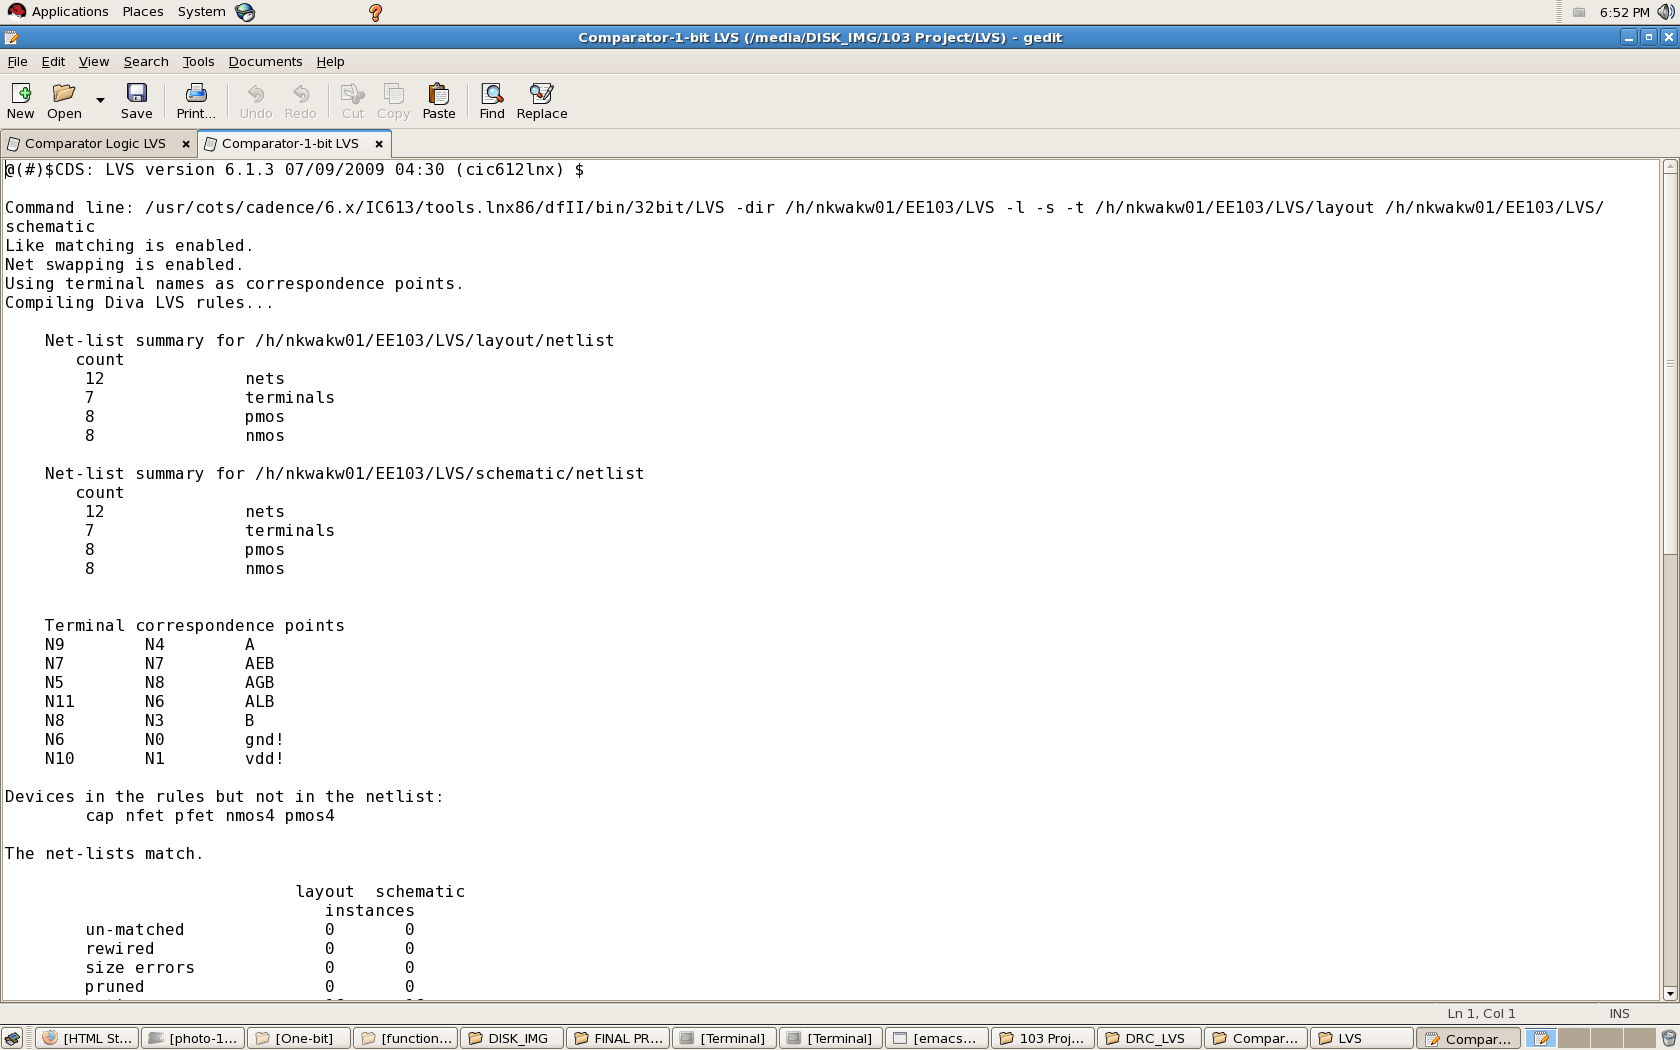 Applications Places System 6:52 PM
Comparator-1-bit LVS (/media/DISK_IMG/103 Project/LVS) - gedit
File Edit View Search Tools Documents Help
New Open Save Print... Undo Redo Cut Copy Paste Find Replace
Comparator Logic LVS Comparator-1-bit LVS
@(#)$CDS: LVS version 6.1.3 07/09/2009 04:30 (cic612lnx) $
Command line: /usr/cots/cadence/6.x/IC613/tools.lnx86/dfII/bin/32bit/LVS -dir /h/nkwakw01/EE103/LVS -l -s -t /h/nkwakw01/EE103/LVS/layout /h/nkwakw01/EE103/LVS/
schematic
Like matching is enabled.
Net swapping is enabled.
Using terminal names as correspondence points.
Compiling Diva LVS rules...
Net-list summary for /h/nkwakw01/EE103/LVS/layout/netlist
count
12 nets
7 terminals
8 pmos
8 nmos
Net-list summary for /h/nkwakw01/EE103/LVS/schematic/netlist
count
12 nets
7 terminals
8 pmos
8 nmos
Terminal correspondence points
N9 N4 A
N7 N7 AEB
N5 N8 AGB
N11 N6 ALB
N8 N3 B
N6 N0 gnd!
N10 N1 vdd!
Devices in the rules but not in the netlist:
cap nfet pfet nmos4 pmos4
The net-lists match.
layout schematic
instances
un-matched 0 0
rewired 0 0
size errors 0 0
pruned 0 0
Ln 1, Col 1 INS
[HTML St... [photo-1... [One-bit] [function... DISK_IMG FINAL PR... [Terminal] [Terminal] [emacs... 103 Proj... DRC_LVS Compar... LVS Compar...